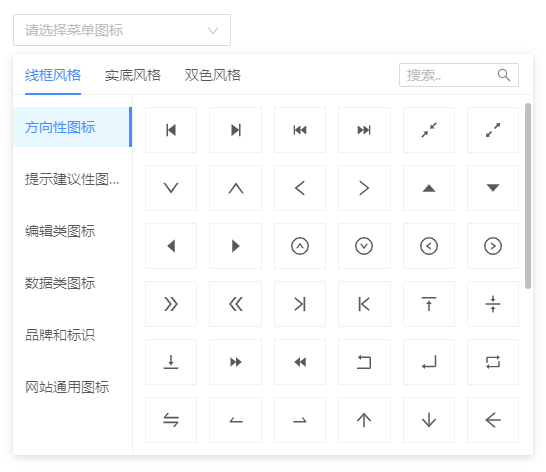 请选择菜单图标
线框风格 实底风格 双色风格 搜索..
方向性图标
提示建议性图...
编辑类图标
数据类图标
品牌和标识
网站通用图标